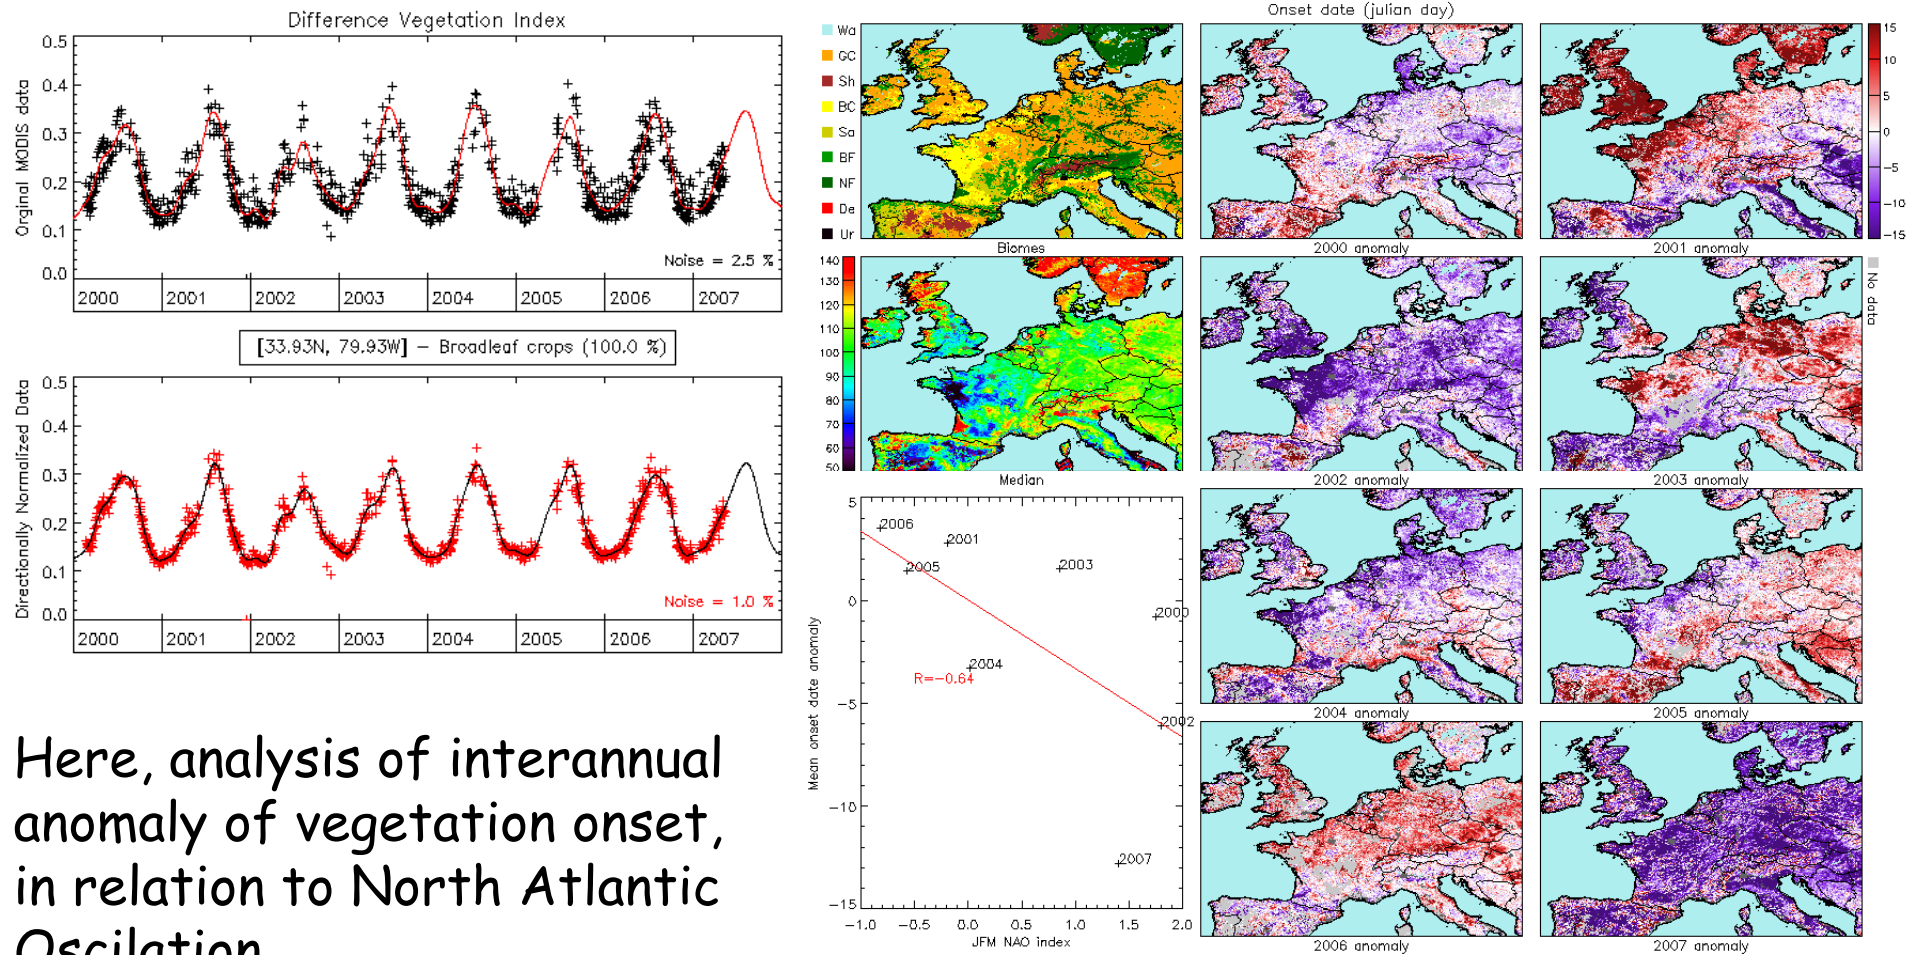 Difference Vegetation Index
Orginal MODIS data
0.5
0.4
0.3
0.2
0.1
0.0
Noise = 2.5 %
2000 2001 2002 2003 2004 2005 2006 2007
[33.93N, 79.93W] – Broadleaf crops (100.0 %)
Directionally Normalized Data
0.5
0.4
0.3
0.2
0.1
0.0
Noise = 1.0 %
2000 2001 2002 2003 2004 2005 2006 2007
Here, analysis of interannual
anomaly of vegetation onset,
in relation to North Atlantic
Oscilation
Wa
GC
Sh
BC
Sa
BF
NF
De
Ur
Biomes
140
130
120
110
100
90
80
70
60
50
Median
Mean onset date anomaly
5
0
−5
−10
−15
2006
2001
2005
2003
2000
2004
R=−0.64
2002
2007
−1.0 −0.5 0.0 0.5 1.0 1.5 2.0
JFM NAO index
Onset date (julian day)
2000 anomaly
2001 anomaly
15
10
5
0
−5
−10
−15
No data
2002 anomaly
2003 anomaly
2004 anomaly
2005 anomaly
2006 anomaly
2007 anomaly